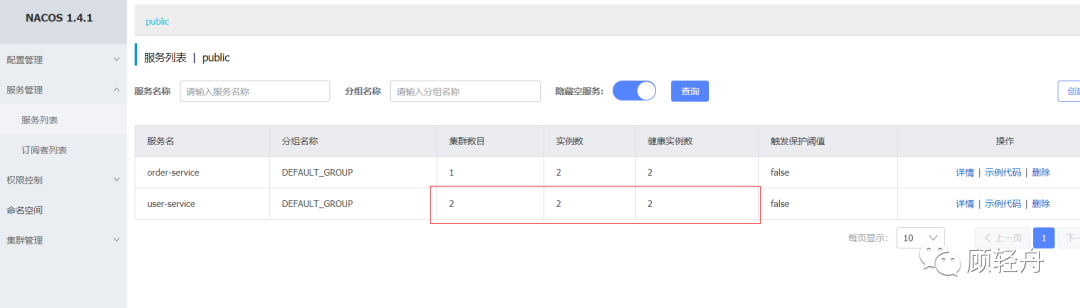 NACOS 1.4.1
配置管理
服务管理
服务列表
订阅者列表
权限控制
命名空间
集群管理
public
服务列表 | public
服务名称 请输入服务名称 分组名称 请输入分组名称 隐藏空服务: 查询 创建
服务名 分组名称 集群数目 实例数 健康实例数 触发保护阈值 操作
order-service DEFAULT_GROUP 1 2 2 false 详情 | 示例代码 | 删除
user-service DEFAULT_GROUP 2 2 2 false 详情 | 示例代码 | 删除
每页显示: 10 上一页 1 下一
顾轻舟